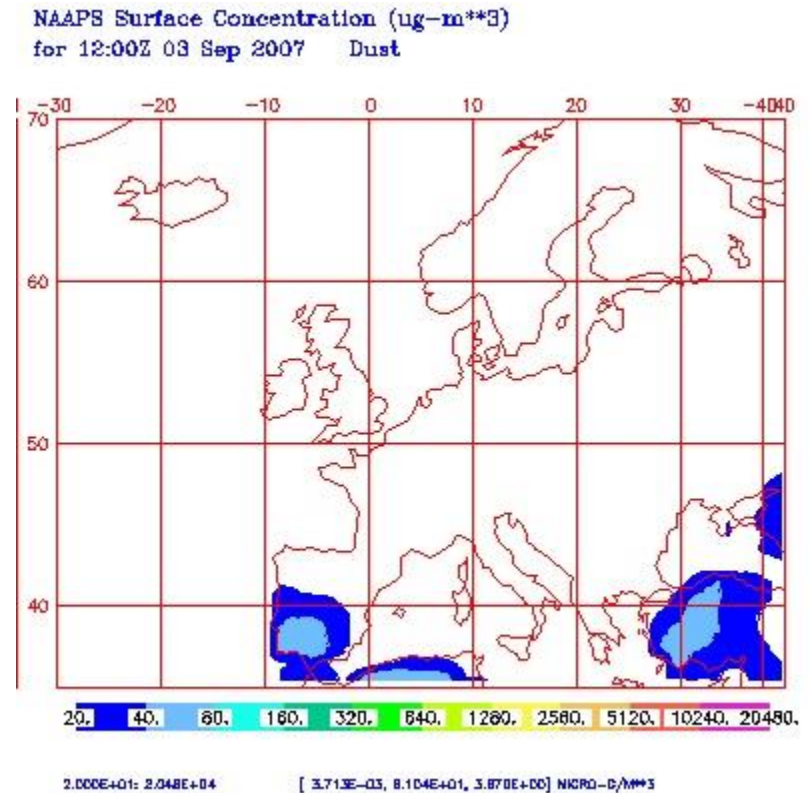 NAAPS Surface Concentration (ug-m**3)
for 12:00Z 03 Sep 2007 Dust
-30 -20 -10 0 10 20 30 -40 40
70
60
50
40
20. 40. 80. 160. 320. 640. 1280. 2560. 5120. 10240. 20480.
2.000E+01: 2.048E+04 [ 3.713E-03, 8.104E+01, 3.870E+00] MICRO-G/M**3